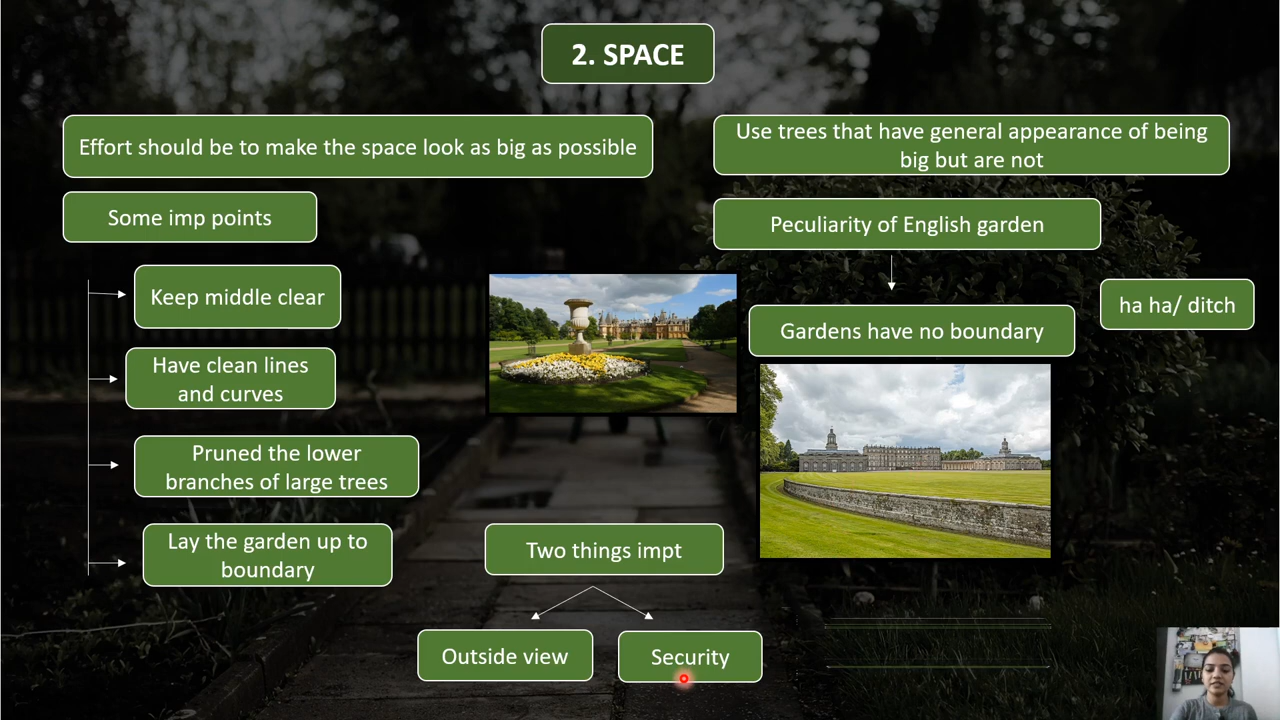 2. SPACE
Effort should be to make the space look as big as possible
Some imp points
Keep middle clear
Have clean lines
and curves
Pruned the lower
branches of large trees
Lay the garden up to
boundary
Use trees that have general appearance of being
big but are not
Peculiarity of English garden
Gardens have no boundary
ha ha/ ditch
Two things impt
Outside view
Security